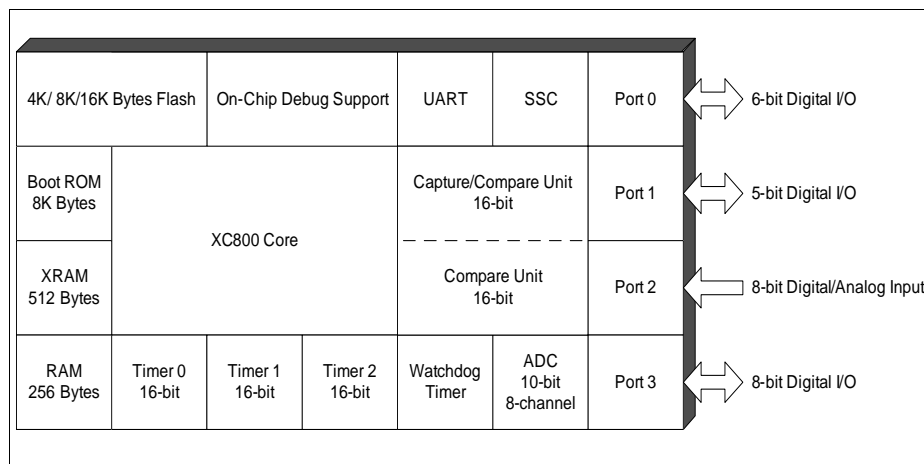 4K/ 8K/16K Bytes Flash
On-Chip Debug Support
UART
SSC
Port 0
6-bit Digital I/O
Boot ROM
8K Bytes
XC800 Core
Capture/Compare Unit
16-bit
Port 1
5-bit Digital I/O
XRAM
512 Bytes
Compare Unit
16-bit
Port 2
8-bit Digital/Analog Input
RAM
256 Bytes
Timer 0
16-bit
Timer 1
16-bit
Timer 2
16-bit
Watchdog
Timer
ADC
10-bit
8-channel
Port 3
8-bit Digital I/O